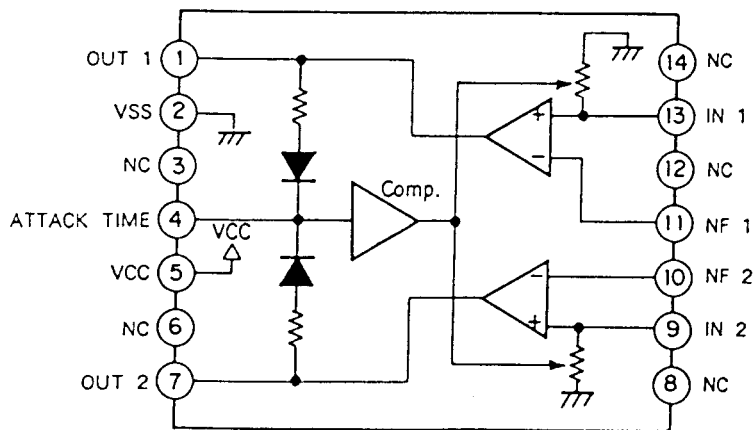 OUT 1 1
VSS 2
NC 3
ATTACK TIME 4
VCC
VCC 5
NC 6
OUT 2 7
Comp.
+
−
−
+
14 NC
13 IN 1
12 NC
11 NF 1
10 NF 2
9 IN 2
8 NC